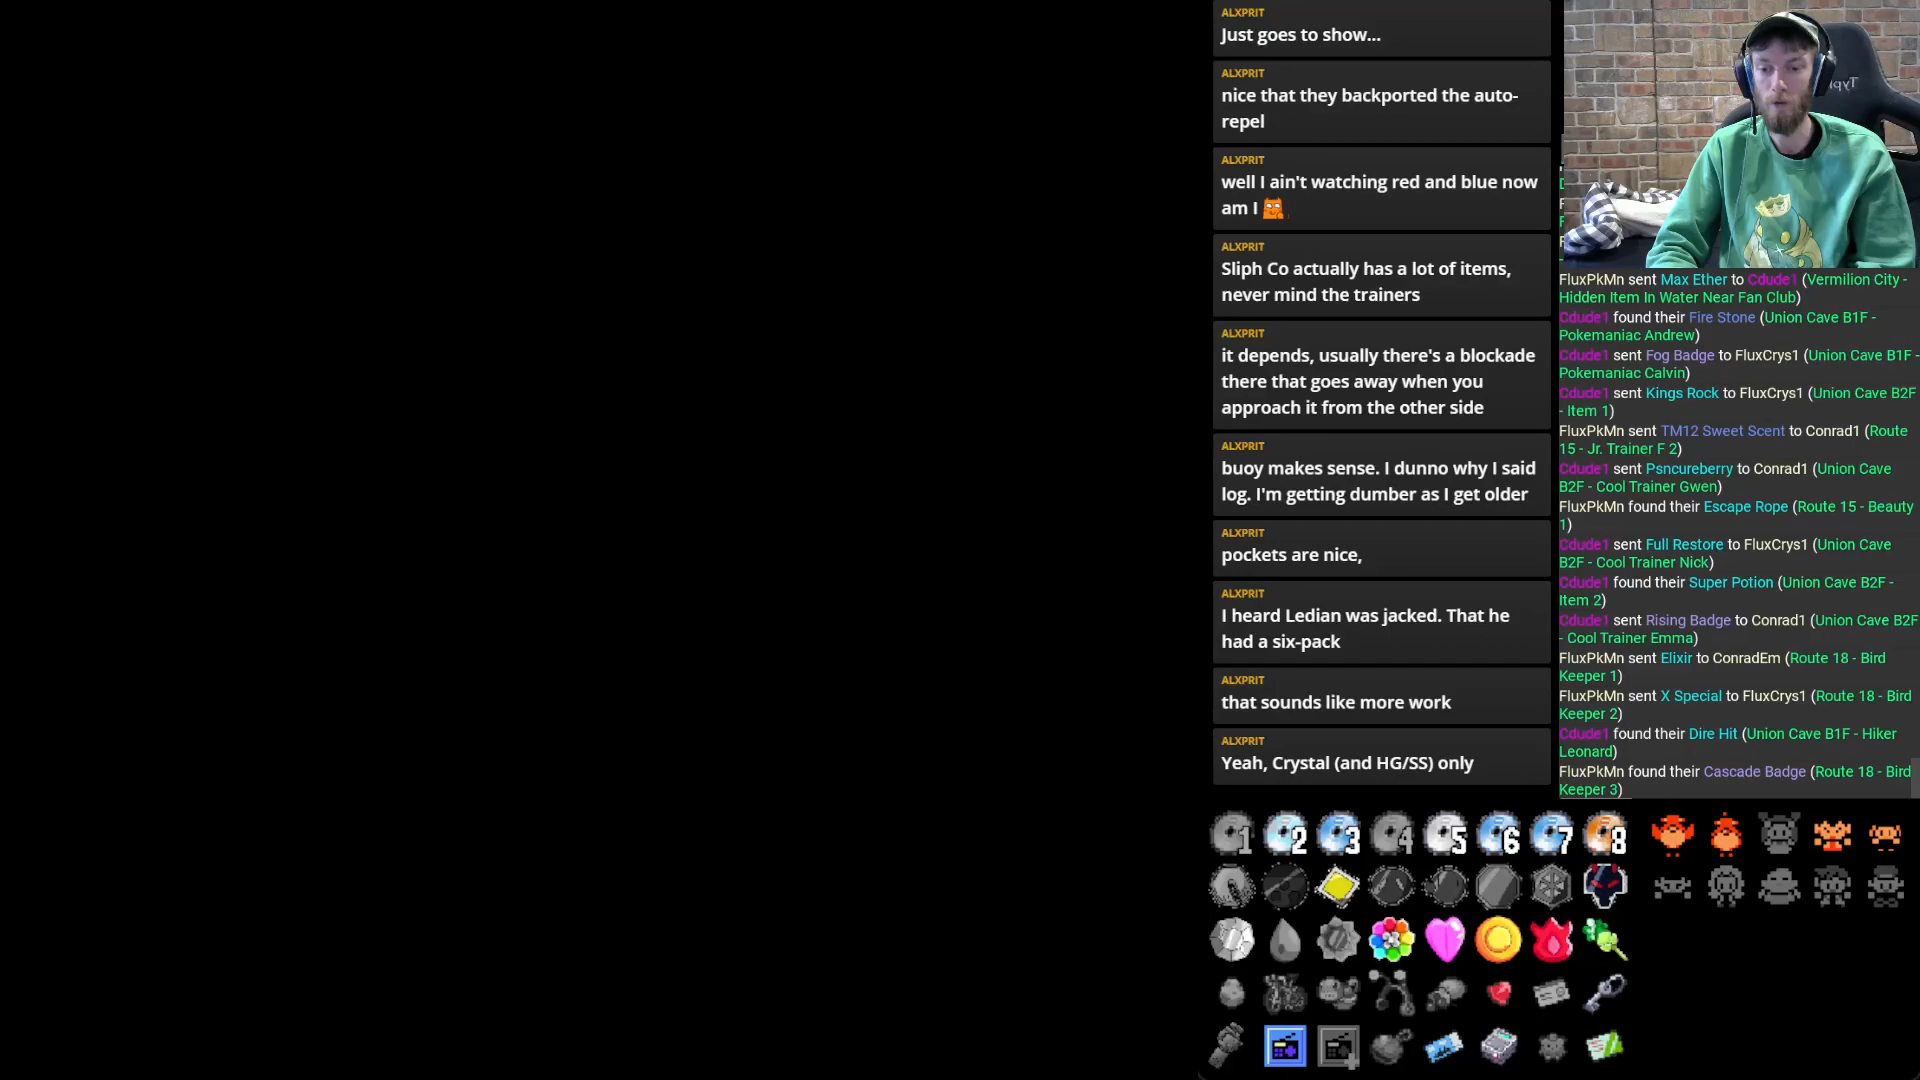 ALXPRIT
Just goes to show...
ALXPRIT
nice that they backported the auto-
repel
ALXPRIT
well I ain't watching red and blue now
am I
ALXPRIT
Sliph Co actually has a lot of items,
never mind the trainers
ALXPRIT
it depends, usually there's a blockade
there that goes away when you
approach it from the other side
ALXPRIT
buoy makes sense. I dunno why I said
log. I'm getting dumber as I get older
ALXPRIT
pockets are nice,
ALXPRIT
I heard Ledian was jacked. That he
had a six-pack
ALXPRIT
that sounds like more work
ALXPRIT
Yeah, Crystal (and HG/SS) only
FluxPkMn sent Max Ether to Cdude1 (Vermilion City -
Hidden Item In Water Near Fan Club)
Cdude1 found their Fire Stone (Union Cave B1F -
Pokemaniac Andrew)
Cdude1 sent Fog Badge to FluxCrys1 (Union Cave B1F -
Pokemaniac Calvin)
Cdude1 sent Kings Rock to FluxCrys1 (Union Cave B2F
- Item 1)
FluxPkMn sent TM12 Sweet Scent to Conrad1 (Route
15 - Jr. Trainer F 2)
Cdude1 sent Psncureberry to Conrad1 (Union Cave
B2F - Cool Trainer Gwen)
FluxPkMn found their Escape Rope (Route 15 - Beauty
1)
Cdude1 sent Full Restore to FluxCrys1 (Union Cave
B2F - Cool Trainer Nick)
Cdude1 found their Super Potion (Union Cave B2F -
Item 2)
Cdude1 sent Rising Badge to Conrad1 (Union Cave B2F
- Cool Trainer Emma)
FluxPkMn sent Elixir to ConradEm (Route 18 - Bird
Keeper 1)
FluxPkMn sent X Special to FluxCrys1 (Route 18 - Bird
Keeper 2)
Cdude1 found their Dire Hit (Union Cave B1F - Hiker
Leonard)
FluxPkMn found their Cascade Badge (Route 18 - Bird
Keeper 3)
1 2 3 4 5 6 7 8